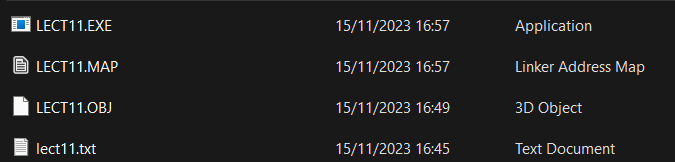 LECT11.EXE 15/11/2023 16:57 Application
LECT11.MAP 15/11/2023 16:57 Linker Address Map
LECT11.OBJ 15/11/2023 16:49 3D Object
lect11.txt 15/11/2023 16:45 Text Document